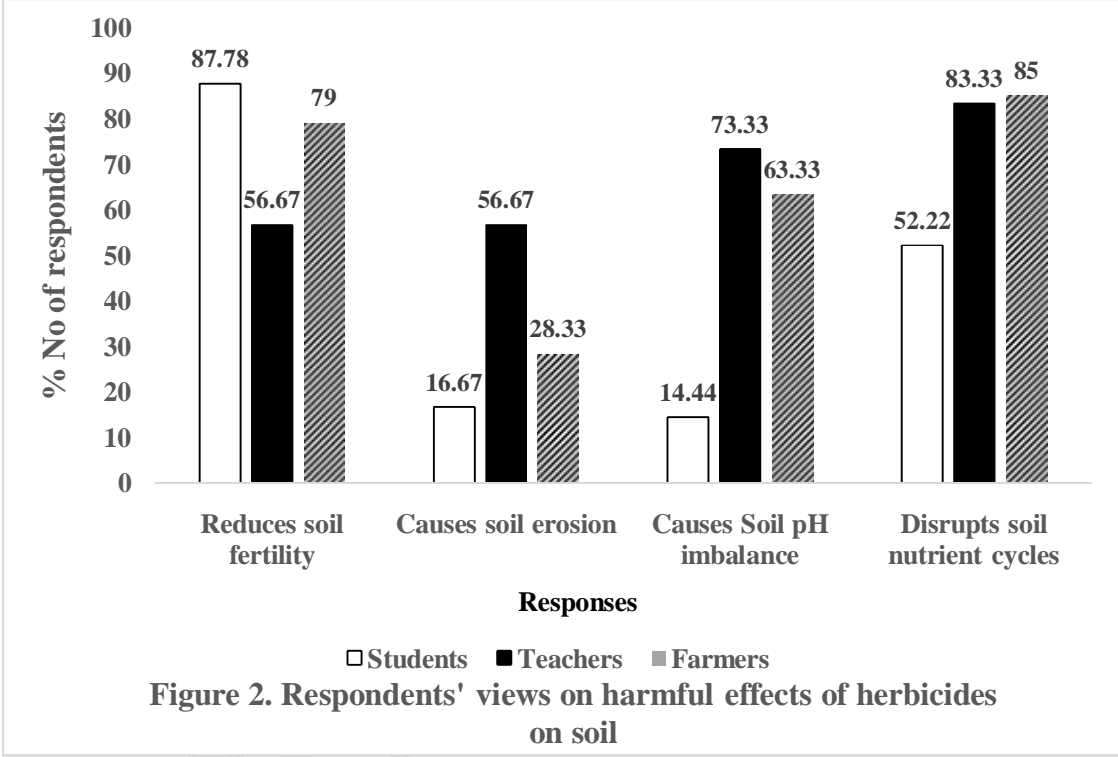 100
90
80
70
60
50
40
30
20
10
0
% No of respondents
87.78
56.67
79
16.67
56.67
28.33
14.44
73.33
63.33
52.22
83.33
85
Reduces soil
fertility
Causes soil erosion
Causes Soil pH
imbalance
Disrupts soil
nutrient cycles
Responses
Students Teachers Farmers
Figure 2. Respondents' views on harmful effects of herbicides
on soil